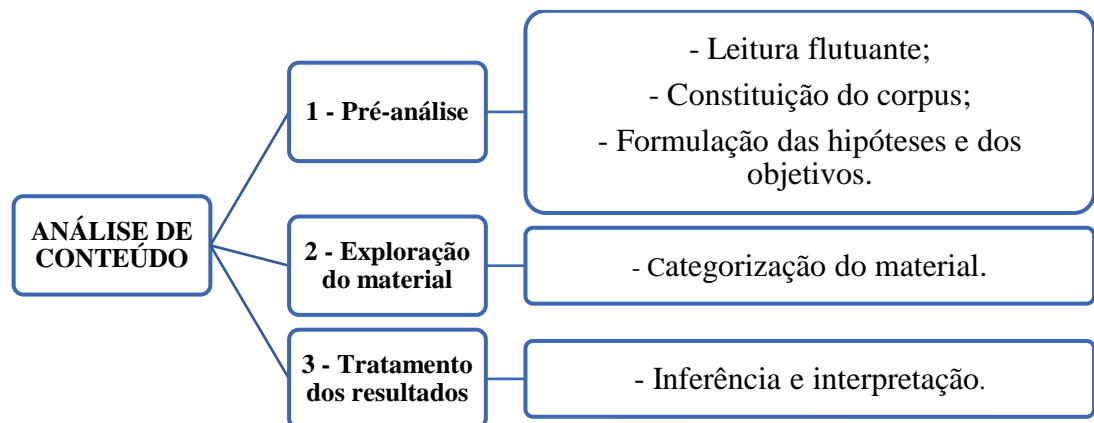 ANÁLISE DE
CONTEÚDO
1 - Pré-análise
- Leitura flutuante;
- Constituição do corpus;
- Formulação das hipóteses e dos
objetivos.
2 - Exploração
do material
- Categorização do material.
3 - Tratamento
dos resultados
- Inferência e interpretação.